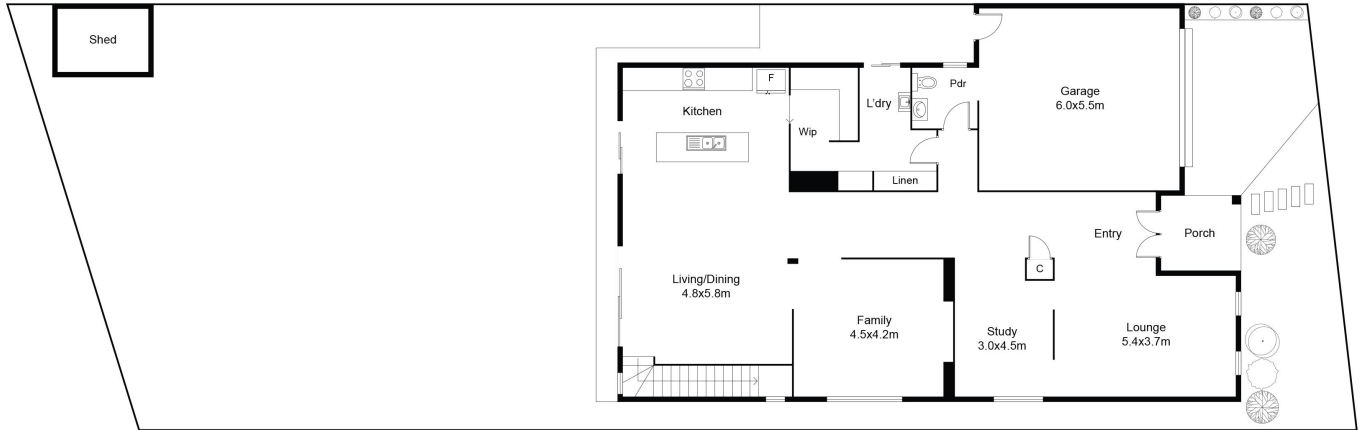 Shed
F
Kitchen
Wip
L'dry
Pdr
Linen
Garage
6.0x5.5m
Entry
Porch
C
Living/Dining
4.8x5.8m
Family
4.5x4.2m
Study
3.0x4.5m
Lounge
5.4x3.7m